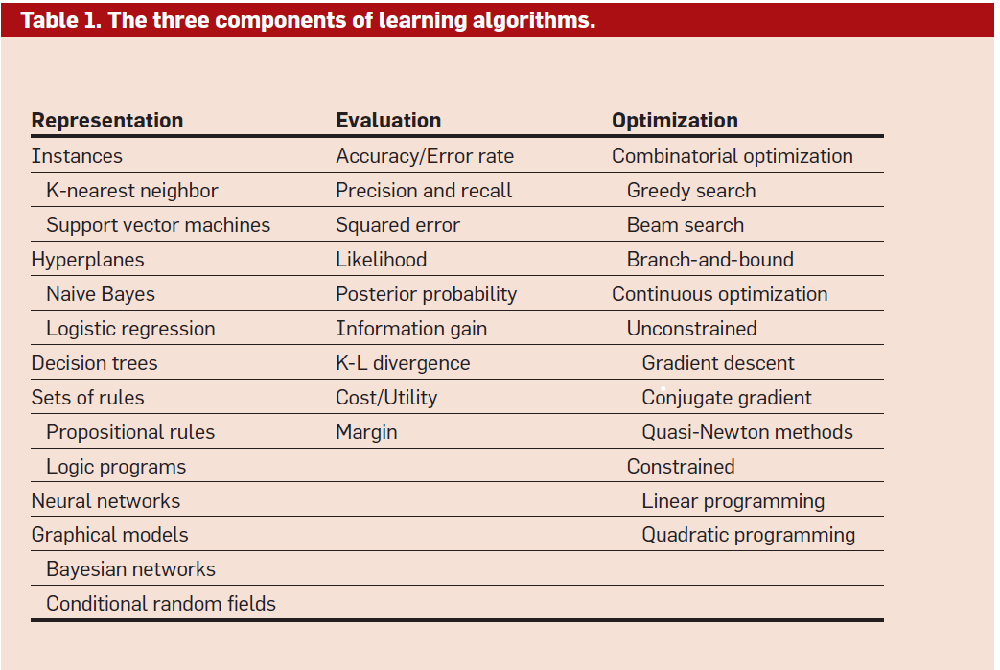 Table 1. The three components of learning algorithms.
Representation Evaluation Optimization
Instances Accuracy/Error rate Combinatorial optimization
K-nearest neighbor Precision and recall Greedy search
Support vector machines Squared error Beam search
Hyperplanes Likelihood Branch-and-bound
Naive Bayes Posterior probability Continuous optimization
Logistic regression Information gain Unconstrained
Decision trees K-L divergence Gradient descent
Sets of rules Cost/Utility Conjugate gradient
Propositional rules Margin Quasi-Newton methods
Logic programs Constrained
Neural networks Linear programming
Graphical models Quadratic programming
Bayesian networks
Conditional random fields